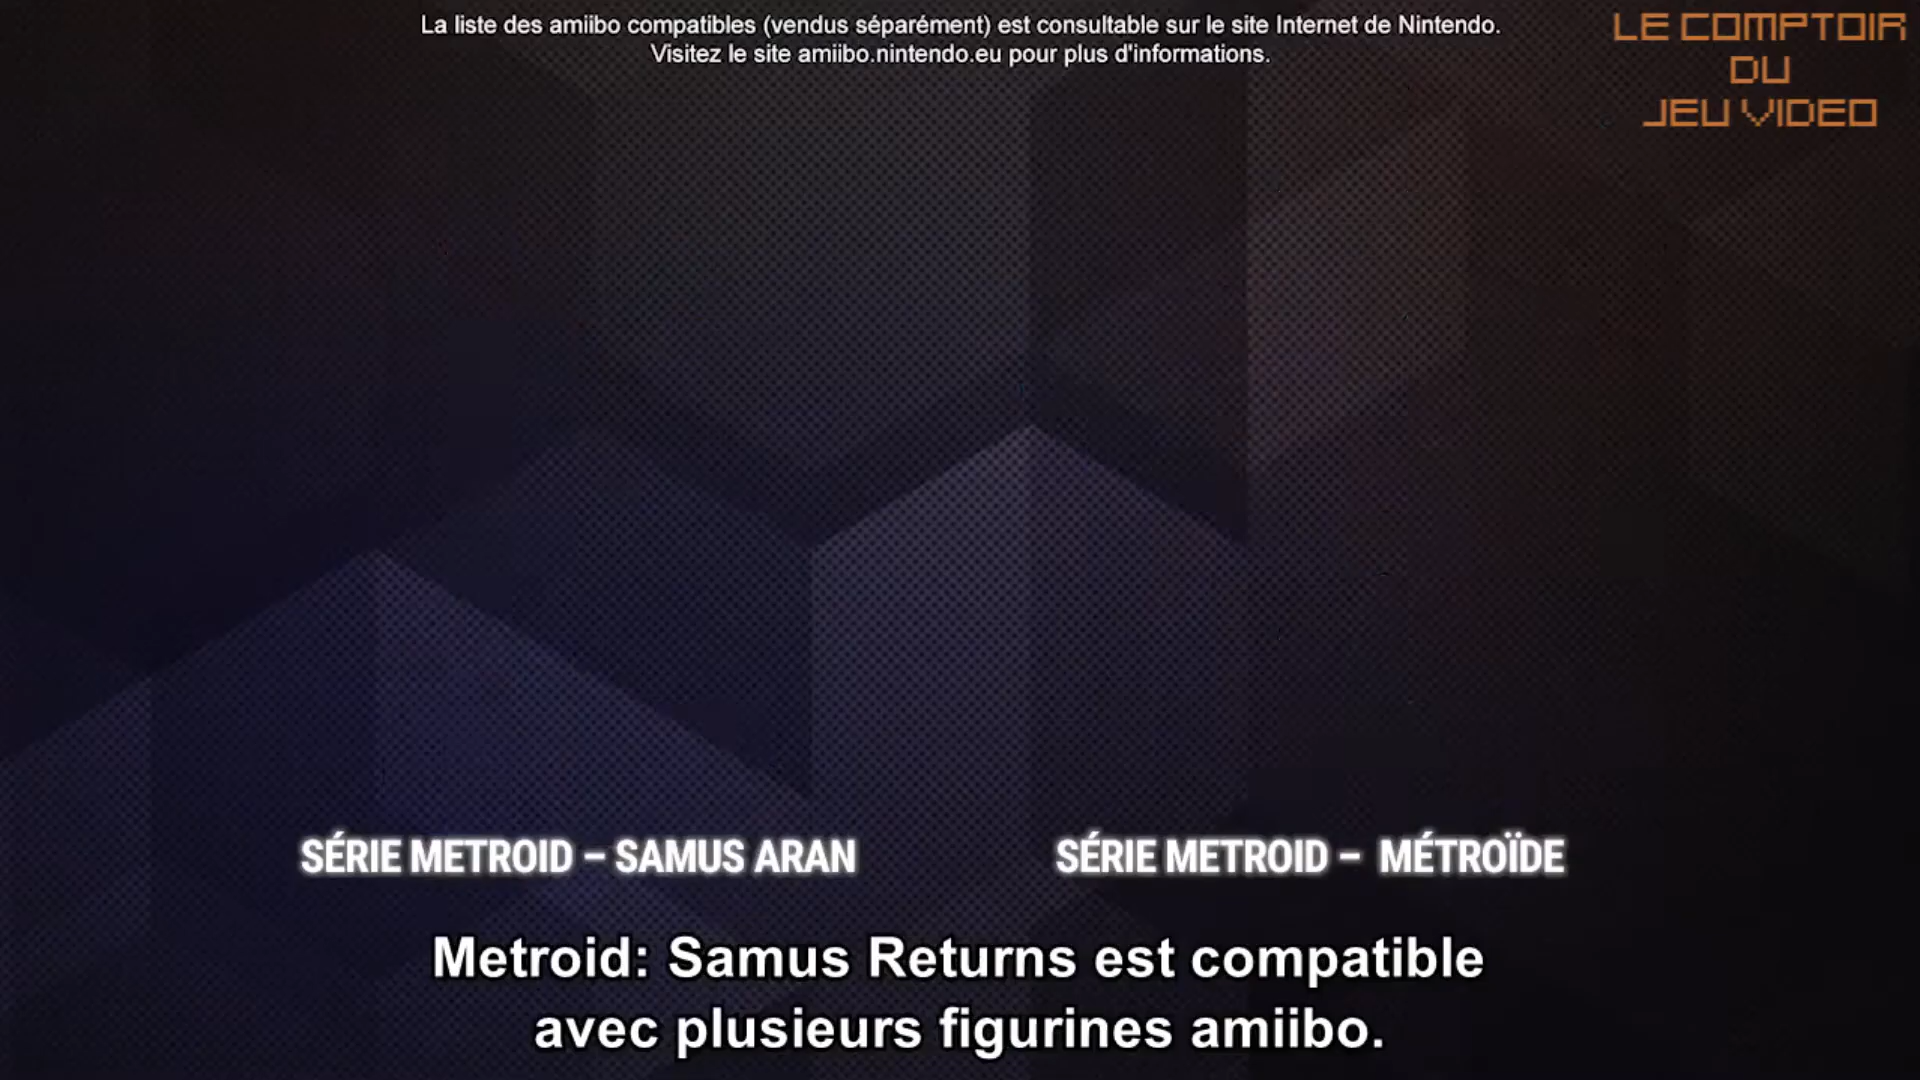 La liste des amiibo compatibles (vendus séparément) est consultable sur le site Internet de Nintendo.
Visitez le site amiibo.nintendo.eu pour plus d'informations.
LE COMPTOIR
DU
JEU VIDEO
SÉRIE METROID – SAMUS ARAN
SÉRIE METROID – MÉTROÏDE
Metroid: Samus Returns est compatible
avec plusieurs figurines amiibo.